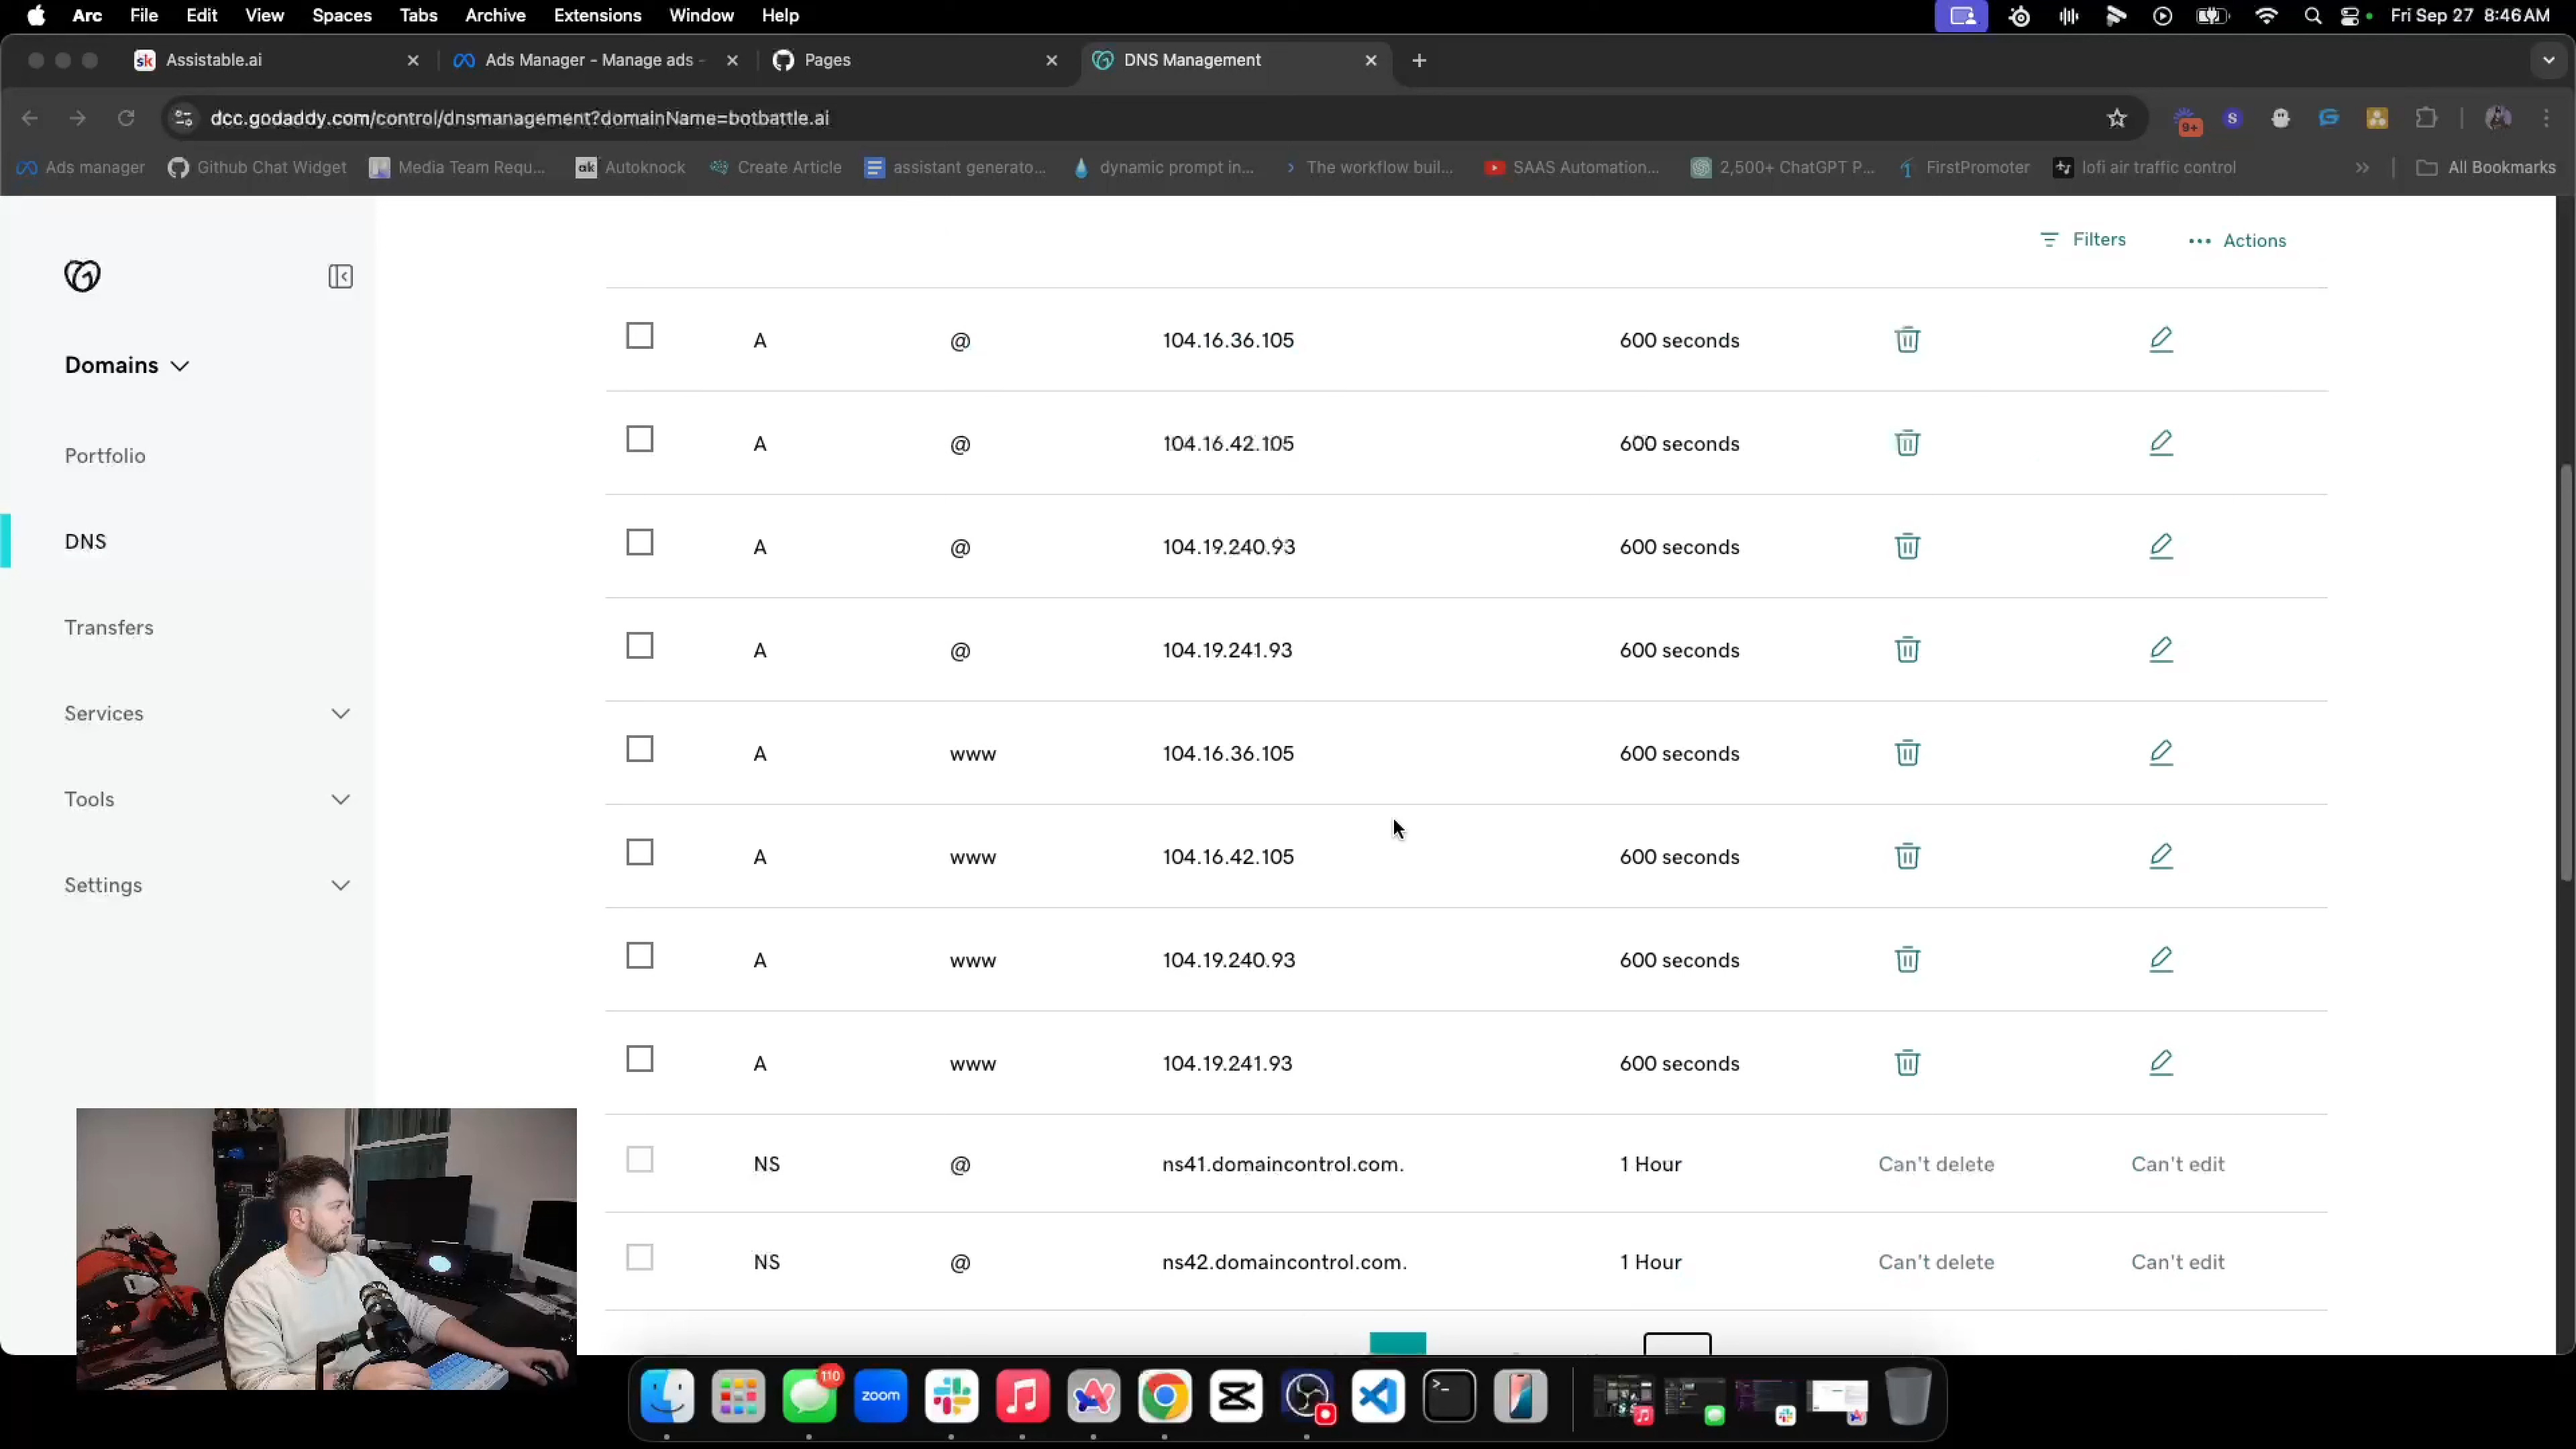 Arc File Edit View Spaces Tabs Archive Extensions Window Help Fri Sep 27 8:46AM
sk Assistable.ai Ads Manager - Manage ads - Pages DNS Management
dcc.godaddy.com/control/dnsmanagement?domainName=botbattle.ai S 9+
Ads manager Github Chat Widget Media Team Requ... ak Autoknock Create Article assistant generato... dynamic prompt in... The workflow buil... SAAS Automation... 2,500+ ChatGPT P... FirstPromoter lofi air traffic control All Bookmarks
Filters Actions
Domains
Portfolio
DNS
Transfers
Services
Tools
Settings
A @ 104.16.36.105 600 seconds
A @ 104.16.42.105 600 seconds
A @ 104.19.240.93 600 seconds
A @ 104.19.241.93 600 seconds
A www 104.16.36.105 600 seconds
A www 104.16.42.105 600 seconds
A www 104.19.240.93 600 seconds
A www 104.19.241.93 600 seconds
NS @ ns41.domaincontrol.com. 1 Hour Can't delete Can't edit
NS @ ns42.domaincontrol.com. 1 Hour Can't delete Can't edit
110
zoom